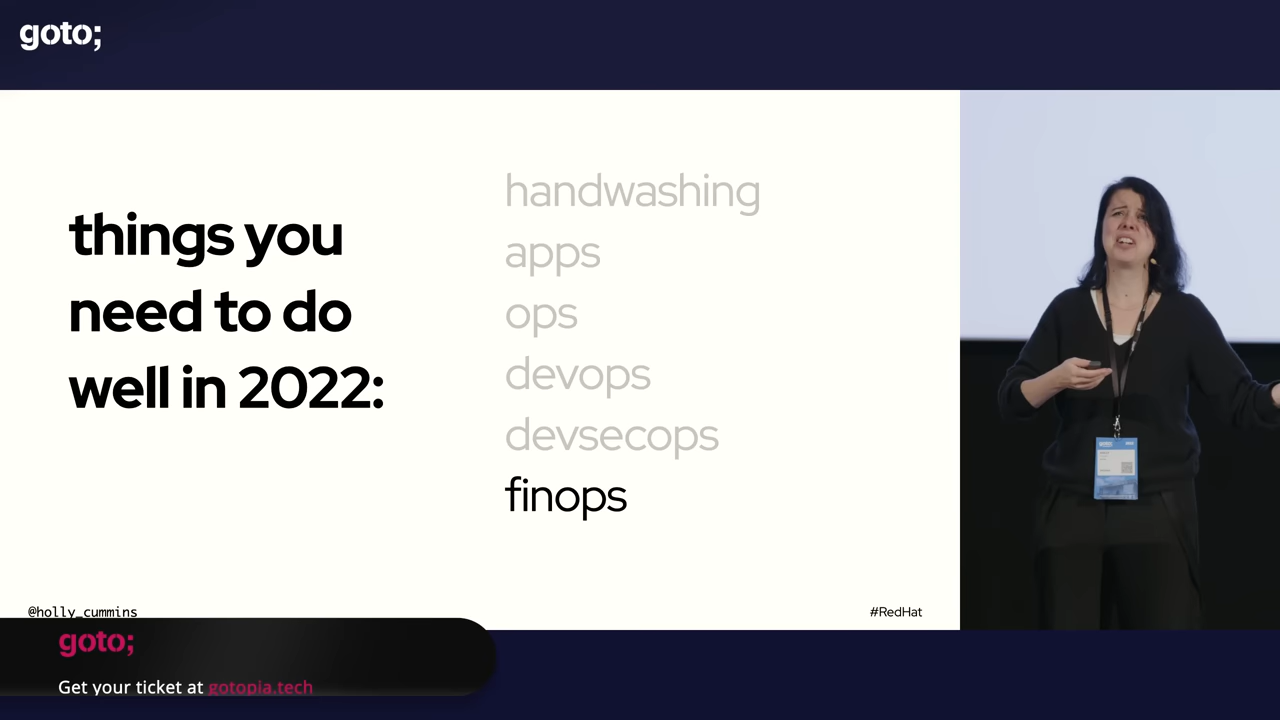 goto;
things you
need to do
well in 2022:
handwashing
apps
ops
devops
devsecops
finops
@holly_cummins
#RedHat
goto;
Get your ticket at gotopia.tech